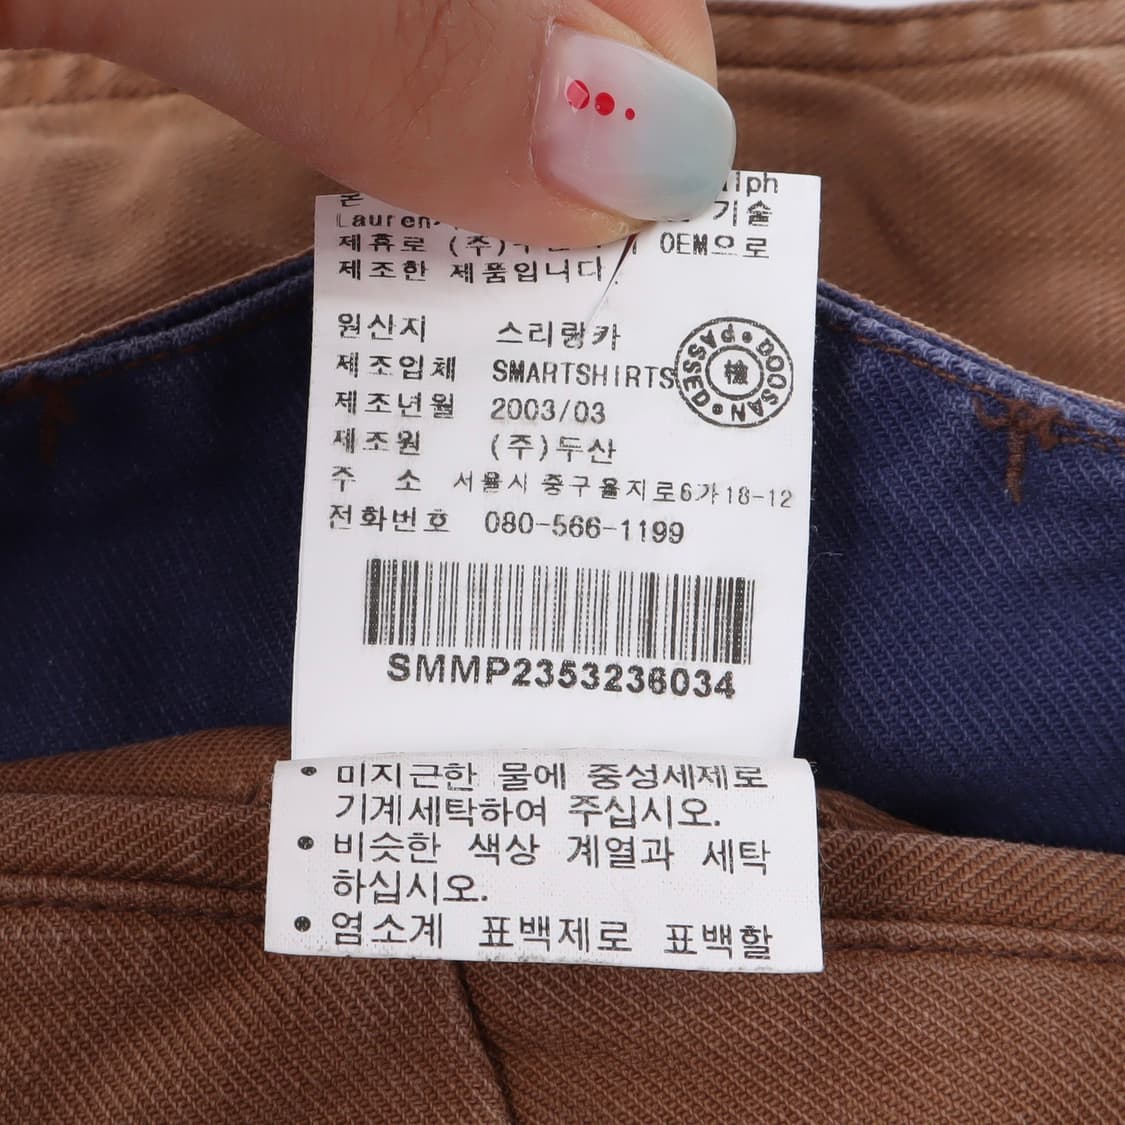 본 lph
Lauren 기술
제휴로 (주)두 OEM으로
제조한 제품입니다.
원산지 스리랑카
제조업체 SMARTSHIRTS
제조년월 2003/03
제조원 (주)두산
주 소 서울시 중구을지로6가18-12
전화번호 080-566-1199
DOOSAN PASSED
檢
SMMP2353236034
• 미지근한 물에 중성세제로
기계세탁하여 주십시오.
• 비슷한 색상 계열과 세탁
하십시오.
• 염소계 표백제로 표백할